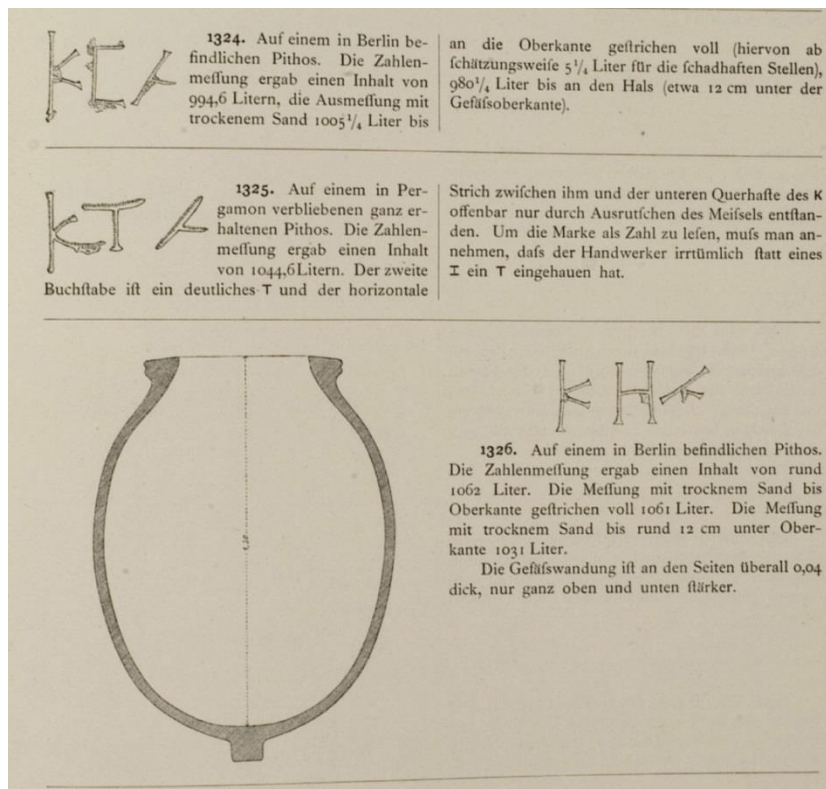 1324. Auf einem in Berlin be-
findlichen Pithos. Die Zahlen-
meſſung ergab einen Inhalt von
994,6 Litern, die Ausmeſſung mit
trockenem Sand 1005¼ Liter bis
an die Oberkante geſtrichen voll (hiervon ab
ſchätzungsweiſe 5¼ Liter für die ſchadhaften Stellen),
980¼ Liter bis an den Hals (etwa 12 cm unter der
Gefäſsoberkante).
1325. Auf einem in Per-
gamon verbliebenen ganz er-
haltenen Pithos. Die Zahlen-
meſſung ergab einen Inhalt
von 1044,6 Litern. Der zweite
Buchſtabe iſt ein deutliches T und der horizontale
Strich zwiſchen ihm und der unteren Querhaſte des K
offenbar nur durch Ausrutſchen des Meiſsels entſtan-
den. Um die Marke als Zahl zu leſen, muſs man an-
nehmen, daſs der Handwerker irrtümlich ſtatt eines
I ein T eingehauen hat.
1326. Auf einem in Berlin befindlichen Pithos.
Die Zahlenmeſſung ergab einen Inhalt von rund
1062 Liter. Die Meſſung mit trocknem Sand bis
Oberkante geſtrichen voll 1061 Liter. Die Meſſung
mit trocknem Sand bis rund 12 cm unter Ober-
kante 1031 Liter.
Die Gefäſswandung iſt an den Seiten überall 0,04
dick, nur ganz oben und unten ſtärker.